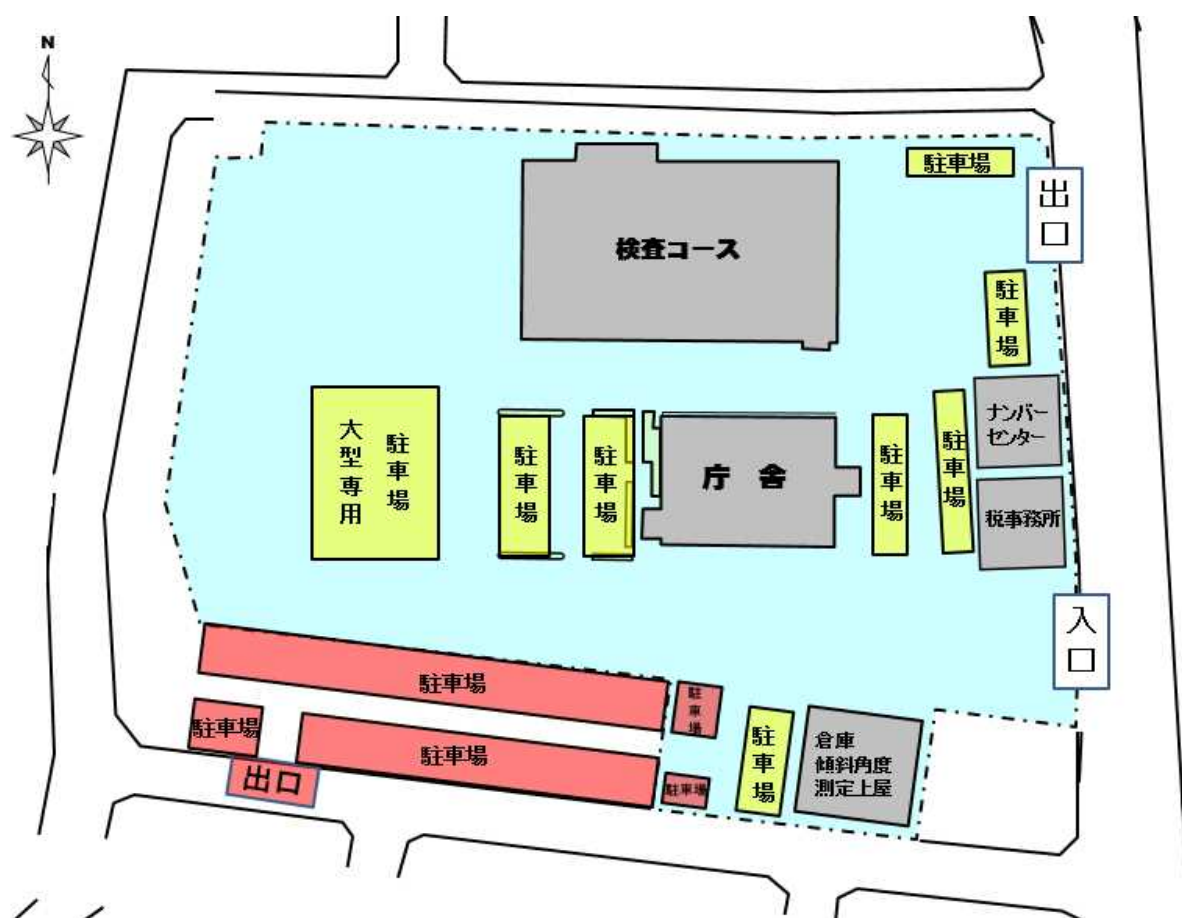 N
駐車場
出口
検査コース
駐車場
ナンバー
センター
大型専用
駐車場
駐車場
駐車場
庁舎
駐車場
駐車場
税事務所
入口
駐車場
駐車場
駐車場
駐車場
駐車場
倉庫
傾斜角度
測定上屋
出口
駐車場